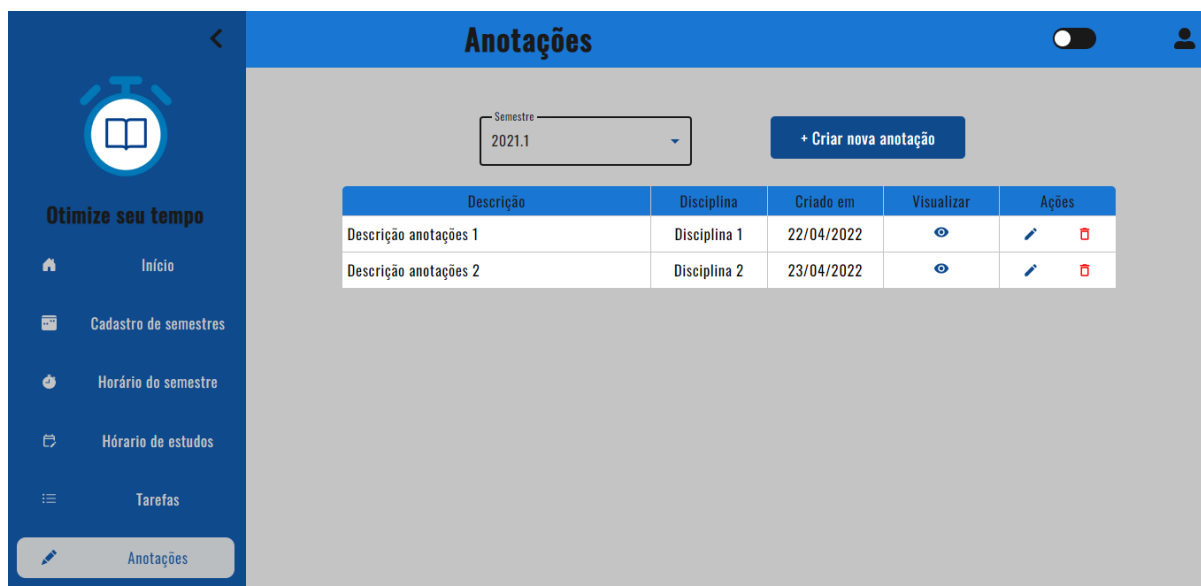 Anotações
Otimize seu tempo
Início
Cadastro de semestres
Horário do semestre
Hórario de estudos
Tarefas
Anotações
Semestre
2021.1
+ Criar nova anotação
Descrição Disciplina Criado em Visualizar Ações
Descrição anotações 1 Disciplina 1 22/04/2022
Descrição anotações 2 Disciplina 2 23/04/2022